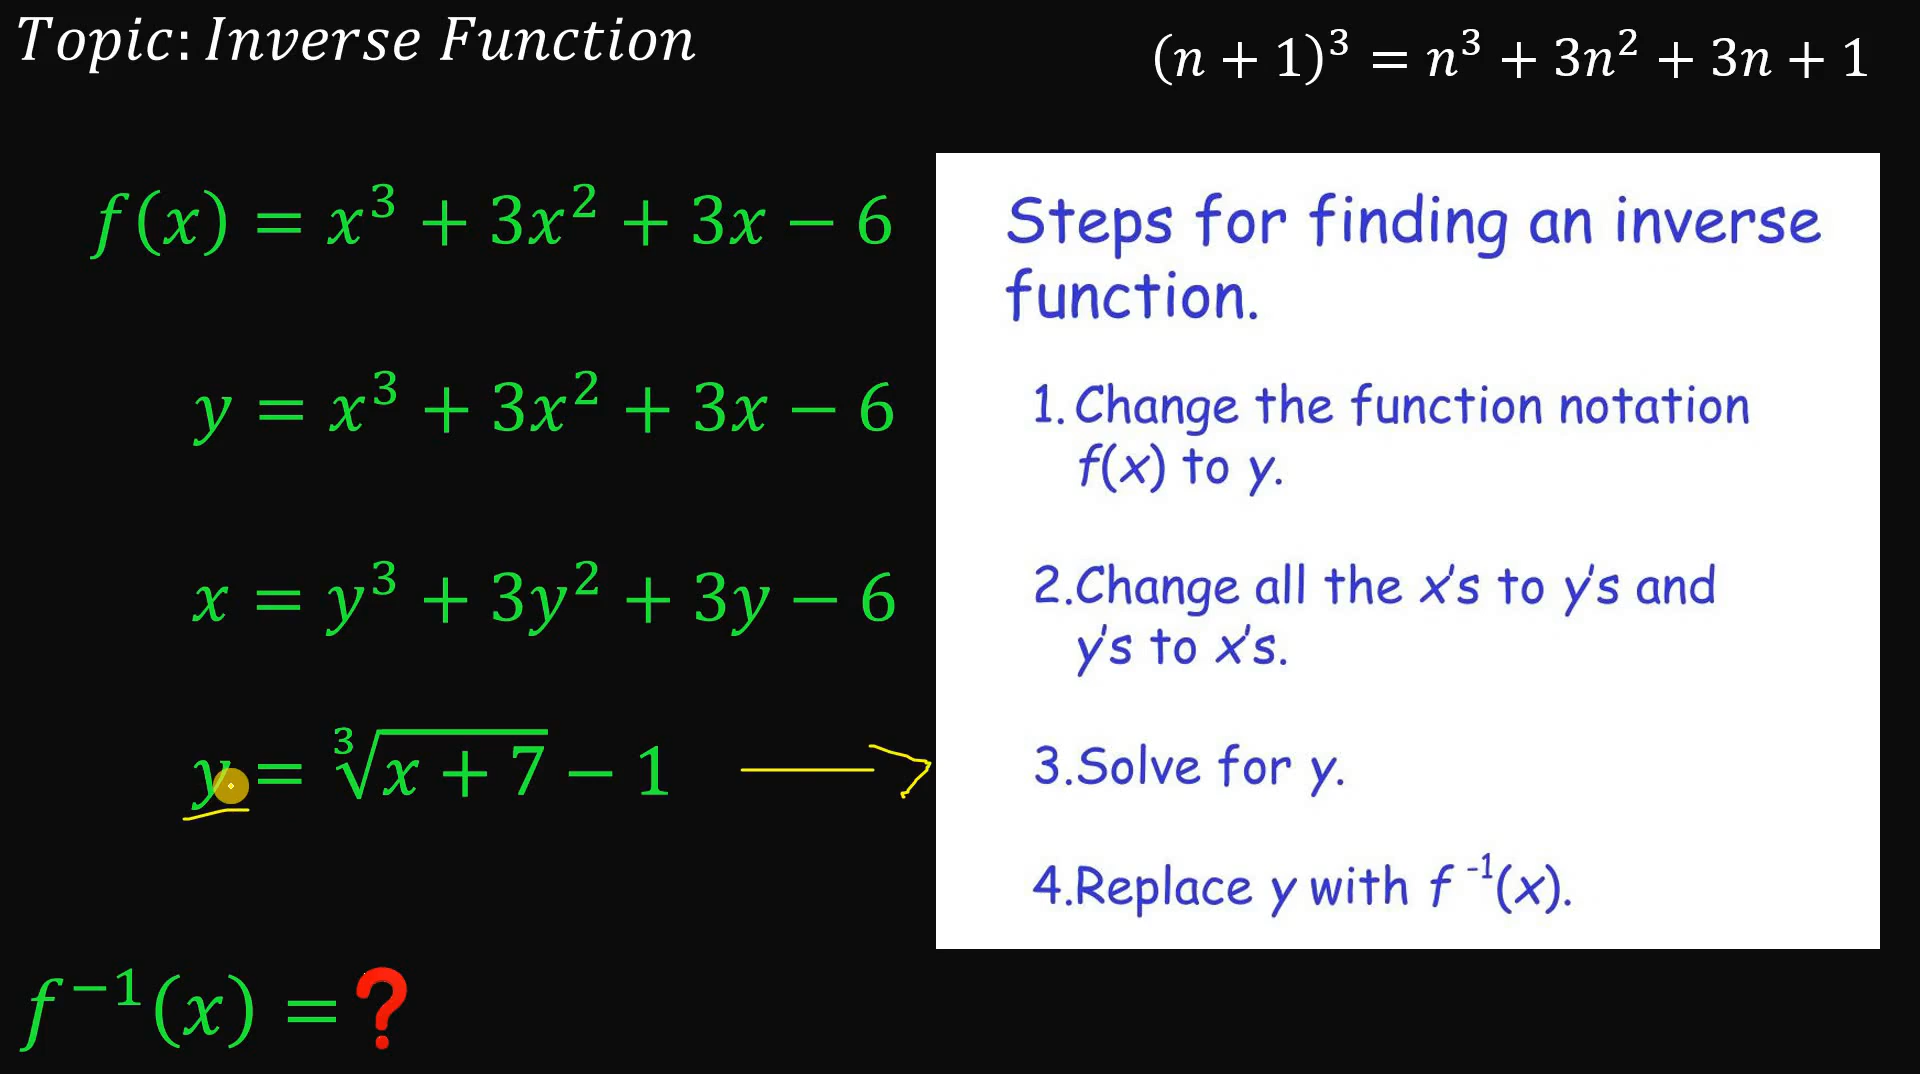 Topic: Inverse Function
(n + 1)³ = n³ + 3n² + 3n + 1
f(x) = x³ + 3x² + 3x − 6
y = x³ + 3x² + 3x − 6
x = y³ + 3y² + 3y − 6
y = ∛(x + 7) − 1
f⁻¹(x) = ?
Steps for finding an inverse
function.
1. Change the function notation
f(x) to y.
2.Change all the x's to y's and
y's to x's.
3.Solve for y.
4.Replace y with f ⁻¹(x).